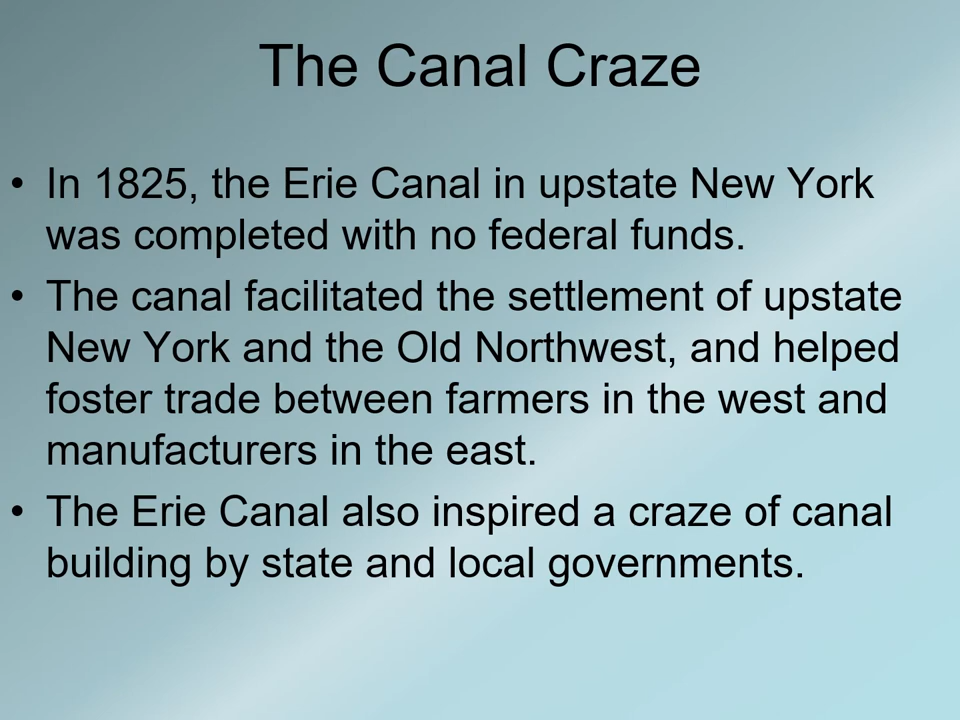 The Canal Craze
• In 1825, the Erie Canal in upstate New York
was completed with no federal funds.
• The canal facilitated the settlement of upstate
New York and the Old Northwest, and helped
foster trade between farmers in the west and
manufacturers in the east.
• The Erie Canal also inspired a craze of canal
building by state and local governments.